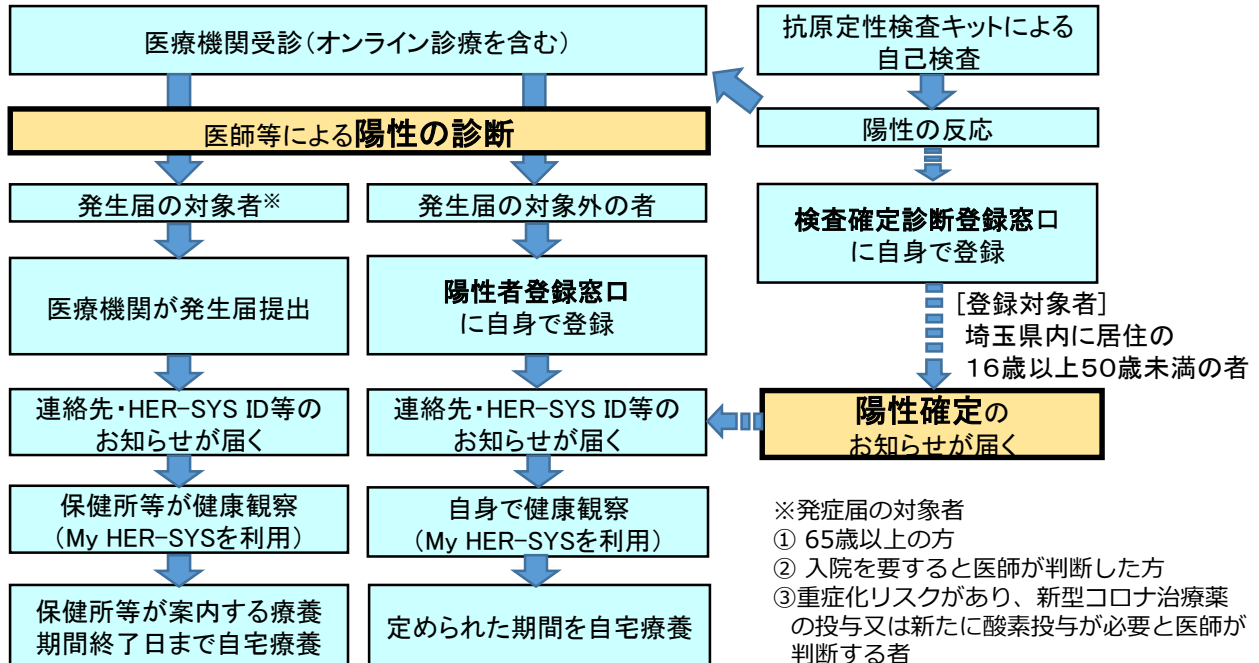 医療機関受診(オンライン診療を含む)
抗原定性検査キットによる
自己検査
医師等による陽性の診断
陽性の反応
発生届の対象者※
発生届の対象外の者
検査確定診断登録窓口
に自身で登録
医療機関が発生届提出
陽性者登録窓口
に自身で登録
[登録対象者]
埼玉県内に居住の
16歳以上50歳未満の者
連絡先・HER-SYS ID等の
お知らせが届く
連絡先・HER-SYS ID等の
お知らせが届く
陽性確定の
お知らせが届く
保健所等が健康観察
(My HER-SYSを利用)
自身で健康観察
(My HER-SYSを利用)
保健所等が案内する療養
期間終了日まで自宅療養
定められた期間を自宅療養
※発症届の対象者
① 65歳以上の方
② 入院を要すると医師が判断した方
③重症化リスクがあり、新型コロナ治療薬
の投与又は新たに酸素投与が必要と医師が
判断する者